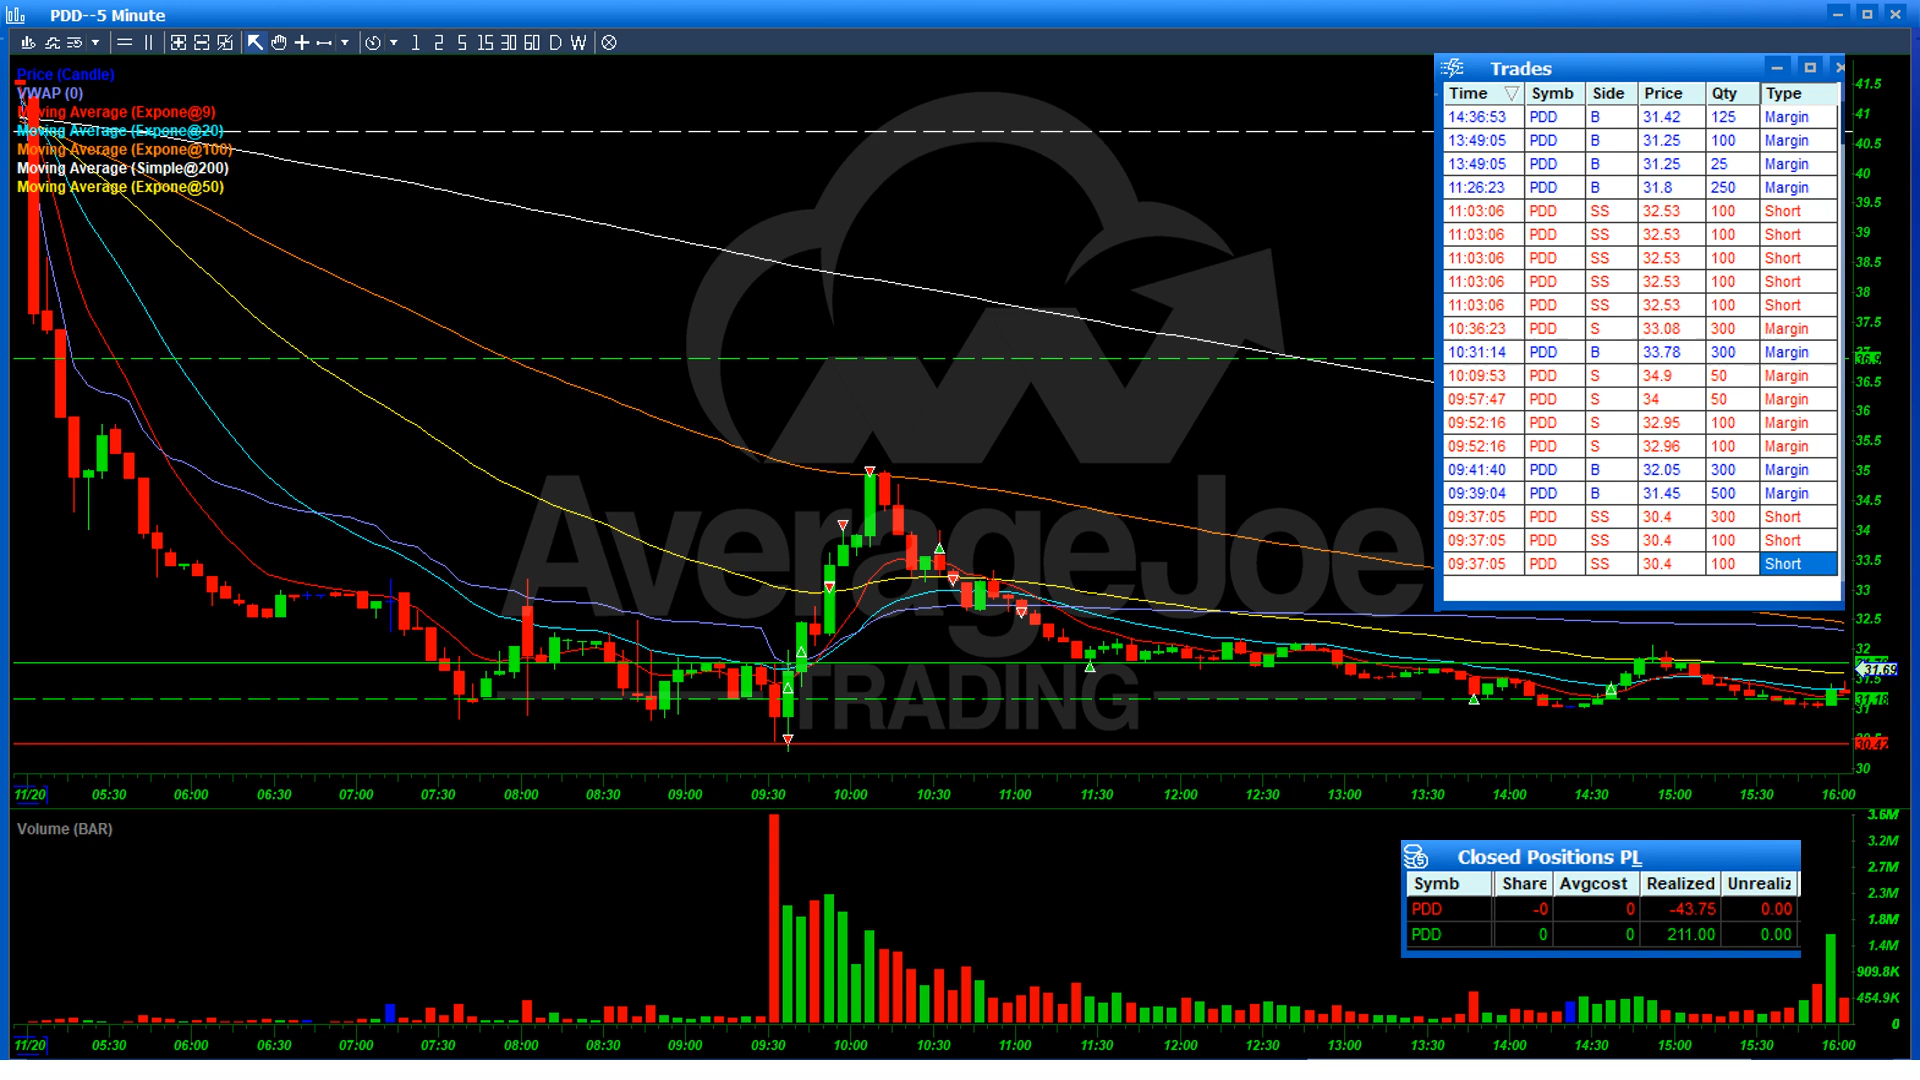 PDD--5 Minute
1 2 5 15 30 60 D W
Price (Candle)
VWAP (0)
Moving Average (Expone@9)
Moving Average (Expone@20)
Moving Average (Expone@100)
Moving Average (Simple@200)
Moving Average (Expone@50)
Trades
Time Symb Side Price Qty Type
14:36:53 PDD B 31.42 125 Margin
13:49:05 PDD B 31.25 100 Margin
13:49:05 PDD B 31.25 25 Margin
11:26:23 PDD B 31.8 250 Margin
11:03:06 PDD SS 32.53 100 Short
11:03:06 PDD SS 32.53 100 Short
11:03:06 PDD SS 32.53 100 Short
11:03:06 PDD SS 32.53 100 Short
11:03:06 PDD SS 32.53 100 Short
10:36:23 PDD S 33.08 300 Margin
10:31:14 PDD B 33.78 300 Margin
10:09:53 PDD S 34.9 50 Margin
09:57:47 PDD S 34 50 Margin
09:52:16 PDD S 32.95 100 Margin
09:52:16 PDD S 32.96 100 Margin
09:41:40 PDD B 32.05 300 Margin
09:39:04 PDD B 31.45 500 Margin
09:37:05 PDD SS 30.4 300 Short
09:37:05 PDD SS 30.4 100 Short
09:37:05 PDD SS 30.4 100 Short
41.5
41
40.5
40
39.5
39
38.5
38
37.5
36.9
36.5
36
35.5
35
34.5
34
33.5
33
32.5
32
31.69
31.5
31.18
31
30.42
30
AverageJoe
TRADING
11/20 05:30 06:00 06:30 07:00 07:30 08:00 08:30 09:00 09:30 10:00 10:30 11:00 11:30 12:00 12:30 13:00 13:30 14:00 14:30 15:00 15:30 16:00
Volume (BAR)
3.6M
3.2M
2.7M
2.3M
1.8M
1.4M
909.8K
454.9K
0
Closed Positions PL
Symb Share Avgcost Realized Unrealiz
PDD -0 0 -43.75 0.00
PDD 0 0 211.00 0.00
11/20 05:30 06:00 06:30 07:00 07:30 08:00 08:30 09:00 09:30 10:00 10:30 11:00 11:30 12:00 12:30 13:00 13:30 14:00 14:30 15:00 15:30 16:00